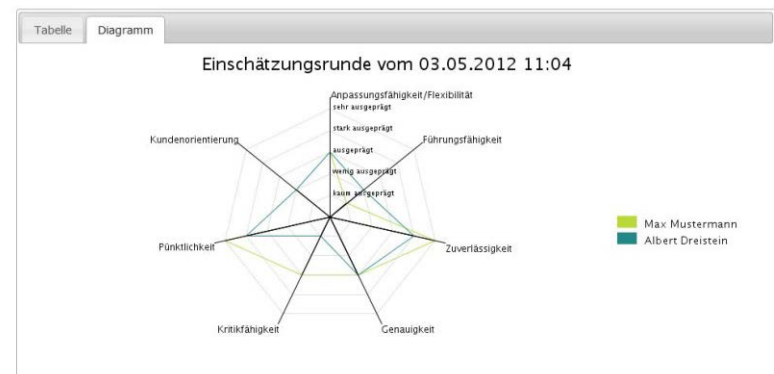 Tabelle
Diagramm
Einschätzungsrunde vom 03.05.2012 11:04
Anpassungsfähigkeit/Flexibilität
sehr ausgeprägt
stark ausgeprägt
Kundenorientierung
Führungsfähigkeit
ausgeprägt
wenig ausgeprägt
kaum ausgeprägt
Max Mustermann
Albert Dreistein
Pünktlichkeit
Zuverlässigkeit
Kritikfähigkeit
Genauigkeit